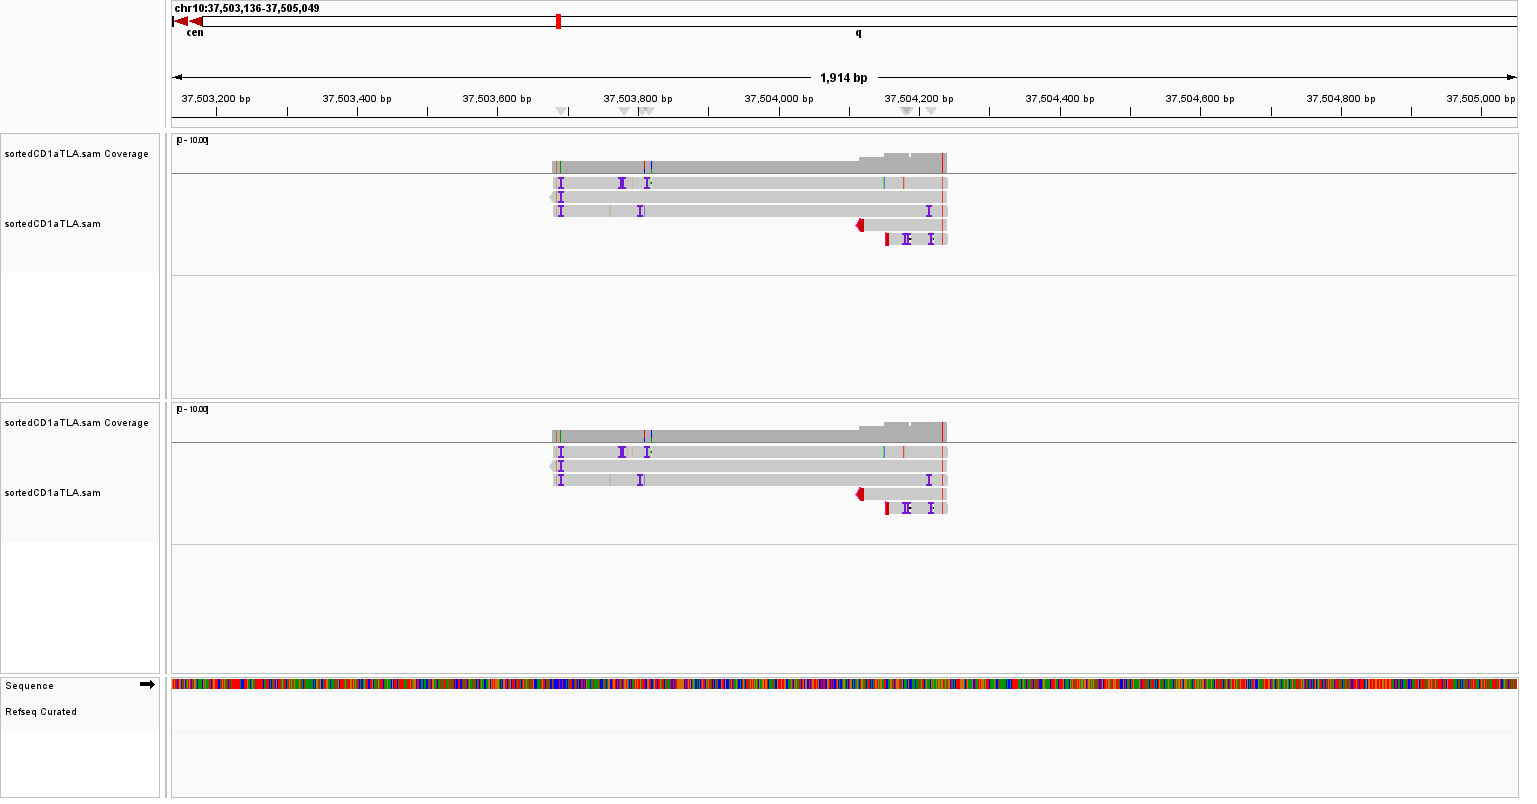 chr10:37,503,136-37,505,049
cen
q
1,914 bp
37,503,200 bp 37,503,400 bp 37,503,600 bp 37,503,800 bp 37,504,000 bp 37,504,200 bp 37,504,400 bp 37,504,600 bp 37,504,800 bp 37,505,000 bp
[0 - 10.00]
sortedCD1aTLA.sam Coverage
sortedCD1aTLA.sam
[0 - 10.00]
sortedCD1aTLA.sam Coverage
sortedCD1aTLA.sam
Sequence
Refseq Curated